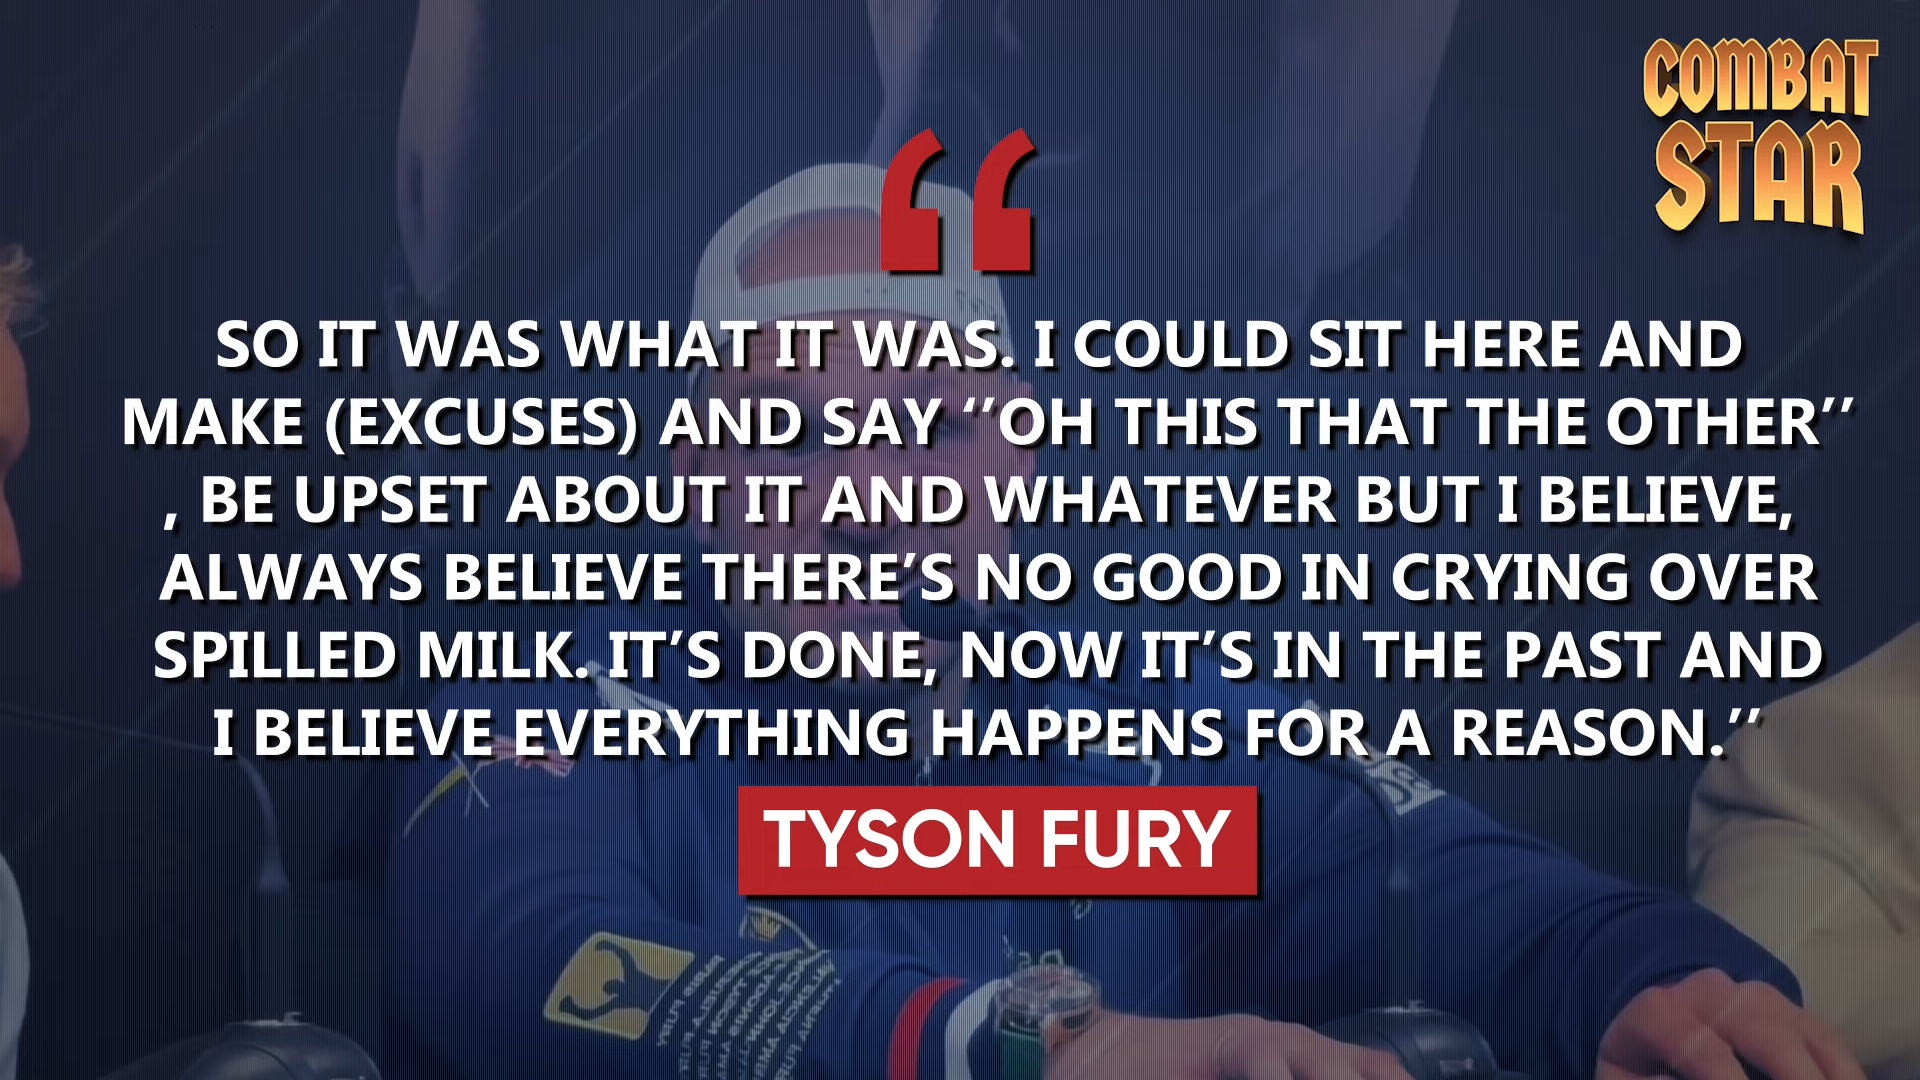 COMBAT
STAR
“
SO IT WAS WHAT IT WAS. I COULD SIT HERE AND
MAKE (EXCUSES) AND SAY ‘’OH THIS THAT THE OTHER’’
, BE UPSET ABOUT IT AND WHATEVER BUT I BELIEVE,
ALWAYS BELIEVE THERE’S NO GOOD IN CRYING OVER
SPILLED MILK. IT’S DONE, NOW IT’S IN THE PAST AND
I BELIEVE EVERYTHING HAPPENS FOR A REASON.’’
TYSON FURY